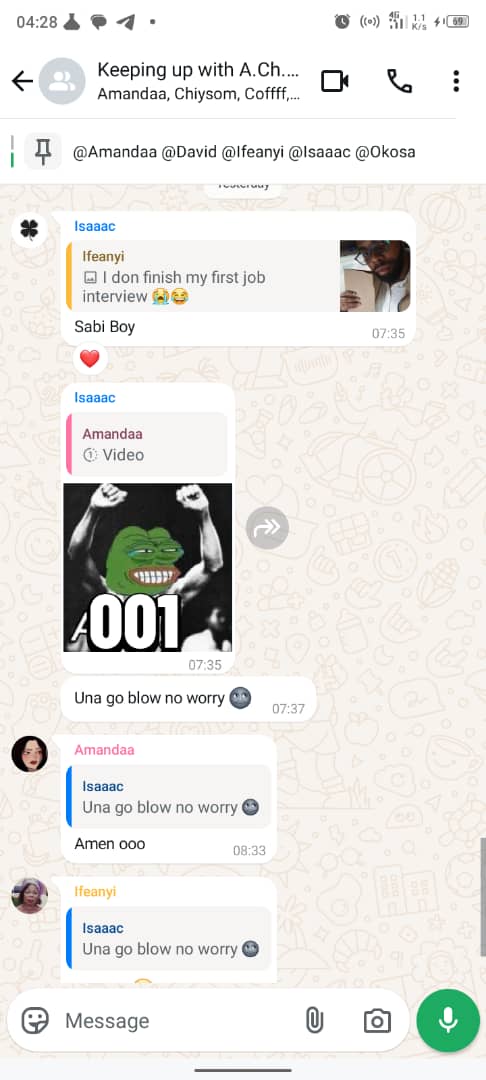 04:28
4G
1.1
K/s
69
Keeping up with A.Ch....
Amandaa, Chiysom, Coffff,...
@Amandaa @David @Ifeanyi @Isaaac @Okosa
Yesterday
Isaaac
Ifeanyi
I don finish my first job
interview 😭😂
Sabi Boy
07:35
❤️
Isaaac
Amandaa
1 Video
001
07:35
Una go blow no worry 🌚
07:37
Amandaa
Isaaac
Una go blow no worry 🌚
Amen ooo
08:33
Ifeanyi
Isaaac
Una go blow no worry 🌚
Message